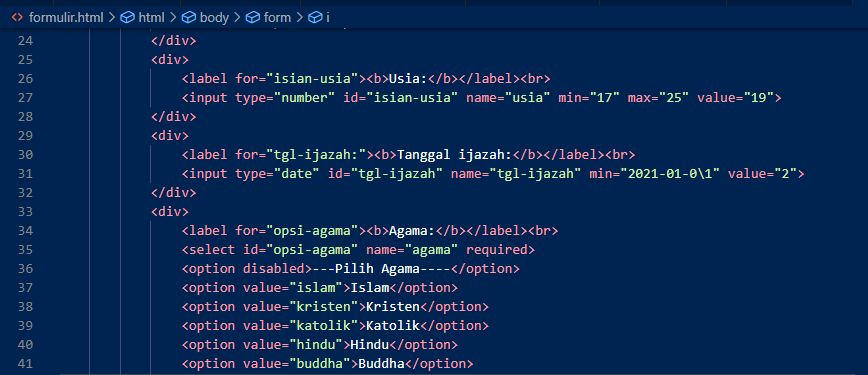 formulir.html > html > body > form > i
24 </div>
25 <div>
26 <label for="isian-usia"><b>Usia:</b></label><br>
27 <input type="number" id="isian-usia" name="usia" min="17" max="25" value="19">
28 </div>
29 <div>
30 <label for="tgl-ijazah:"><b>Tanggal ijazah:</b></label><br>
31 <input type="date" id="tgl-ijazah" name="tgl-ijazah" min="2021-01-0\1" value="2">
32 </div>
33 <div>
34 <label for="opsi-agama"><b>Agama:</b></label><br>
35 <select id="opsi-agama" name="agama" required>
36 <option disabled>---Pilih Agama----</option>
37 <option value="islam">Islam</option>
38 <option value="kristen">Kristen</option>
39 <option value="katolik">Katolik</option>
40 <option value="hindu">Hindu</option>
41 <option value="buddha">Buddha</option>